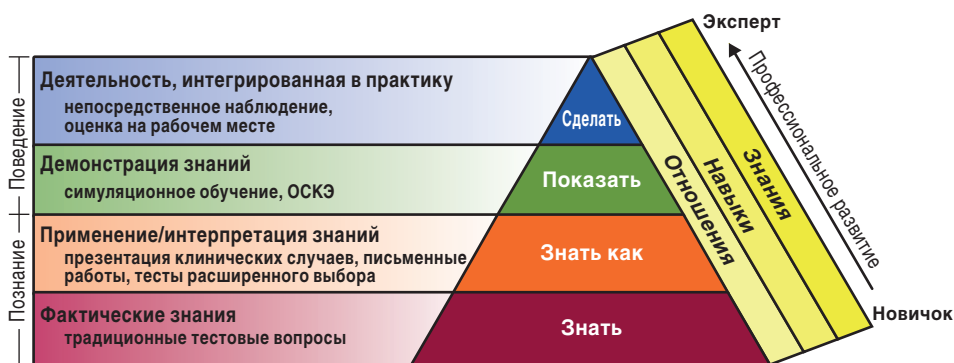 Эксперт
Профессиональное развитие
Новичок
Поведение
Познание
Деятельность, интегрированная в практику
непосредственное наблюдение,
оценка на рабочем месте
Сделать
Демонстрация знаний
симуляционное обучение, ОСКЭ
Показать
Применение/интерпретация знаний
презентация клинических случаев, письменные
работы, тесты расширенного выбора
Знать как
Фактические знания
традиционные тестовые вопросы
Знать
Отношения
Навыки
Знания